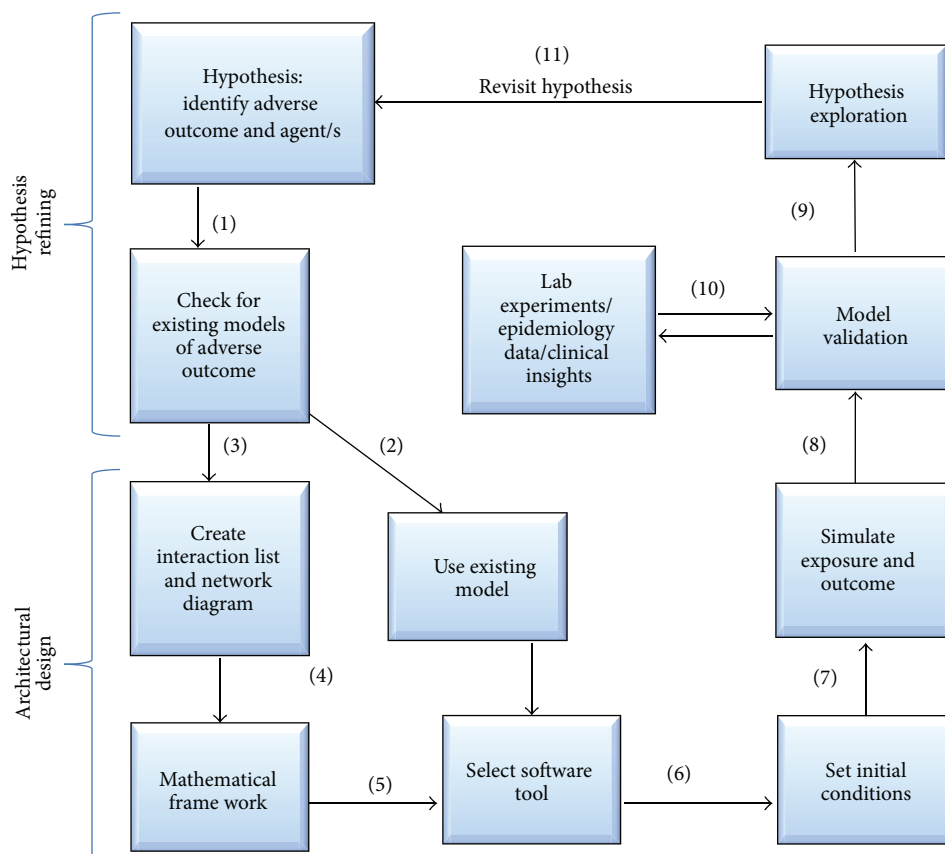 (11)
Revisit hypothesis
Hypothesis:
identify adverse
outcome and agent/s
Hypothesis
exploration
Hypothesis
refining
(1)
(9)
Check for
existing models
of adverse
outcome
Lab
experiments/
epidemiology
data/clinical
insights
(10)
Model
validation
(3)
(2)
(8)
Architectural
design
Create
interaction list
and network
diagram
Use existing
model
Simulate
exposure and
outcome
(4)
(7)
Mathematical
frame work
(5)
Select software
tool
(6)
Set initial
conditions